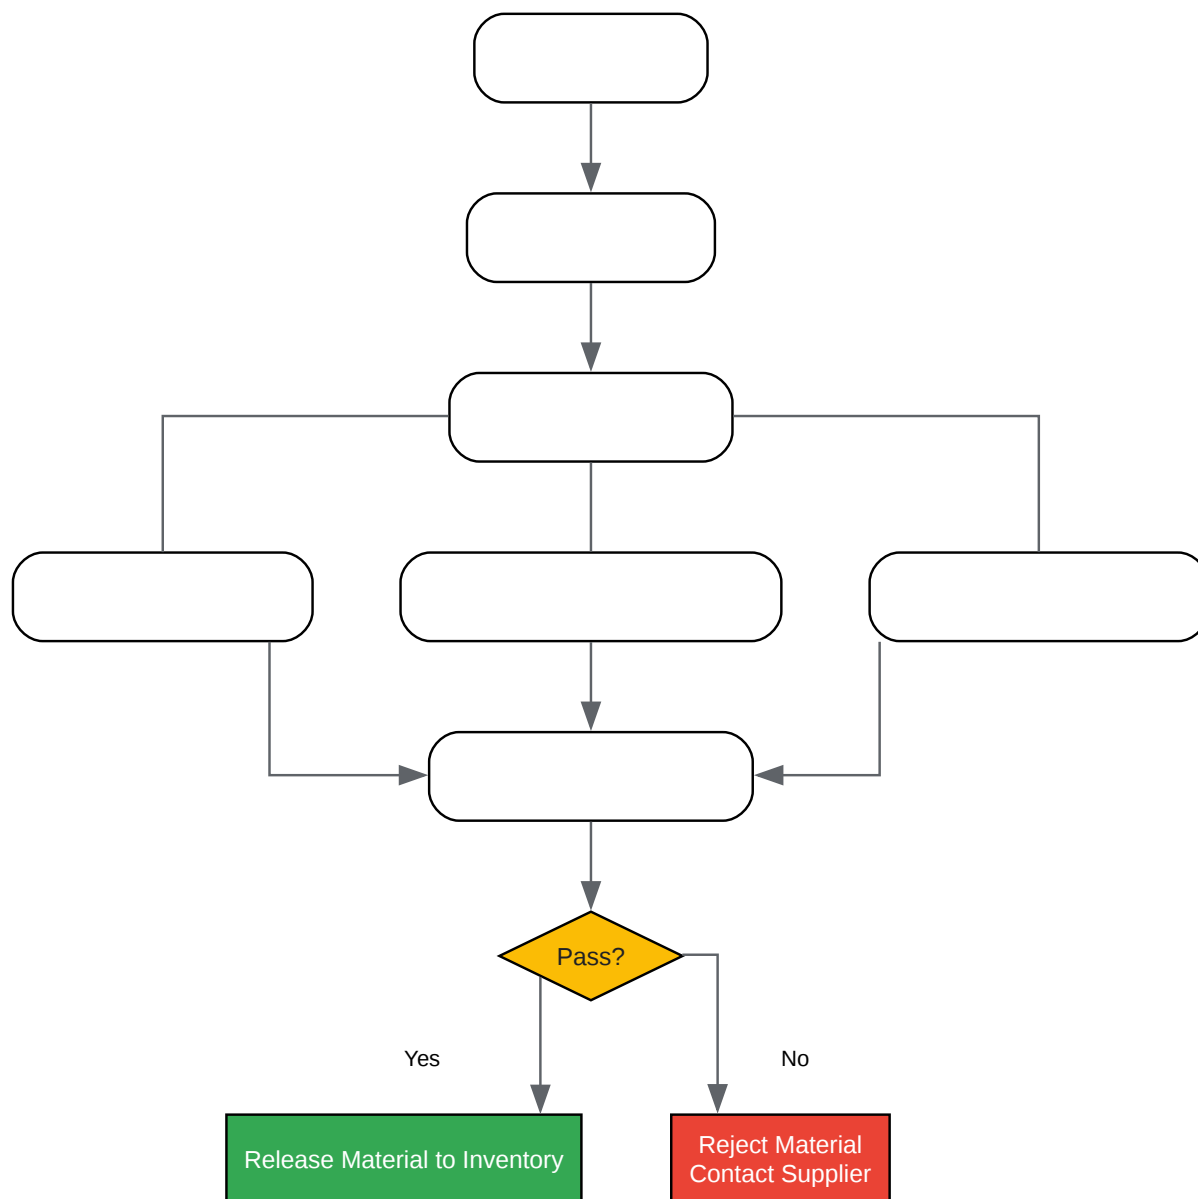 Pass?
Yes
No
Release Material to Inventory
Reject Material
Contact Supplier